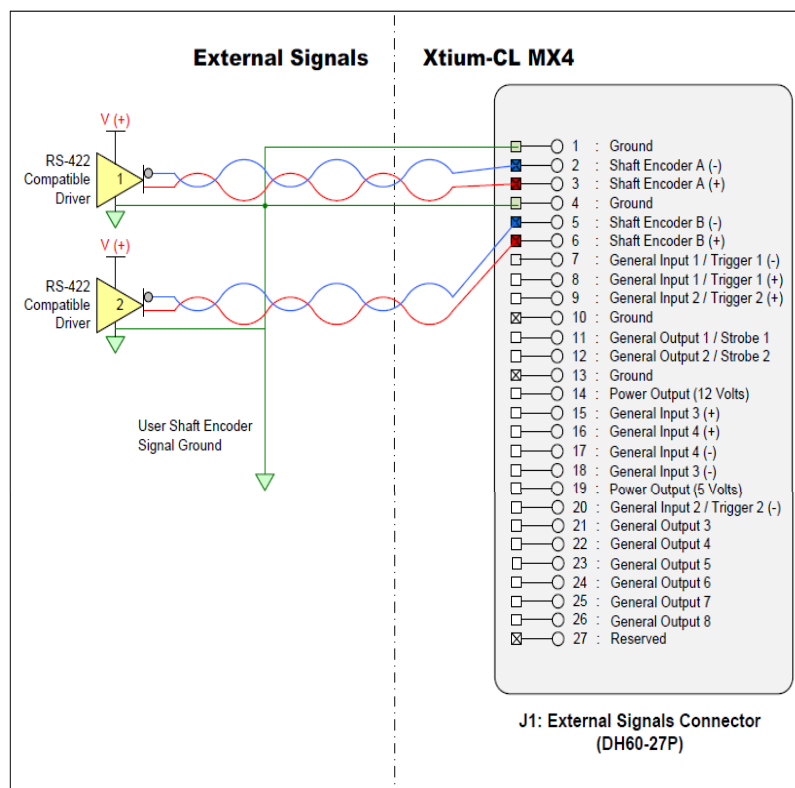 External Signals
Xtium-CL MX4
V (+)
RS-422
Compatible
Driver
1
V (+)
RS-422
Compatible
Driver
2
User Shaft Encoder
Signal Ground
1 : Ground
2 : Shaft Encoder A (-)
3 : Shaft Encoder A (+)
4 : Ground
5 : Shaft Encoder B (-)
6 : Shaft Encoder B (+)
7 : General Input 1 / Trigger 1 (-)
8 : General Input 1 / Trigger 1 (+)
9 : General Input 2 / Trigger 2 (+)
10 : Ground
11 : General Output 1 / Strobe 1
12 : General Output 2 / Strobe 2
13 : Ground
14 : Power Output (12 Volts)
15 : General Input 3 (+)
16 : General Input 4 (+)
17 : General Input 4 (-)
18 : General Input 3 (-)
19 : Power Output (5 Volts)
20 : General Input 2 / Trigger 2 (-)
21 : General Output 3
22 : General Output 4
23 : General Output 5
24 : General Output 6
25 : General Output 7
26 : General Output 8
27 : Reserved
J1: External Signals Connector
(DH60-27P)